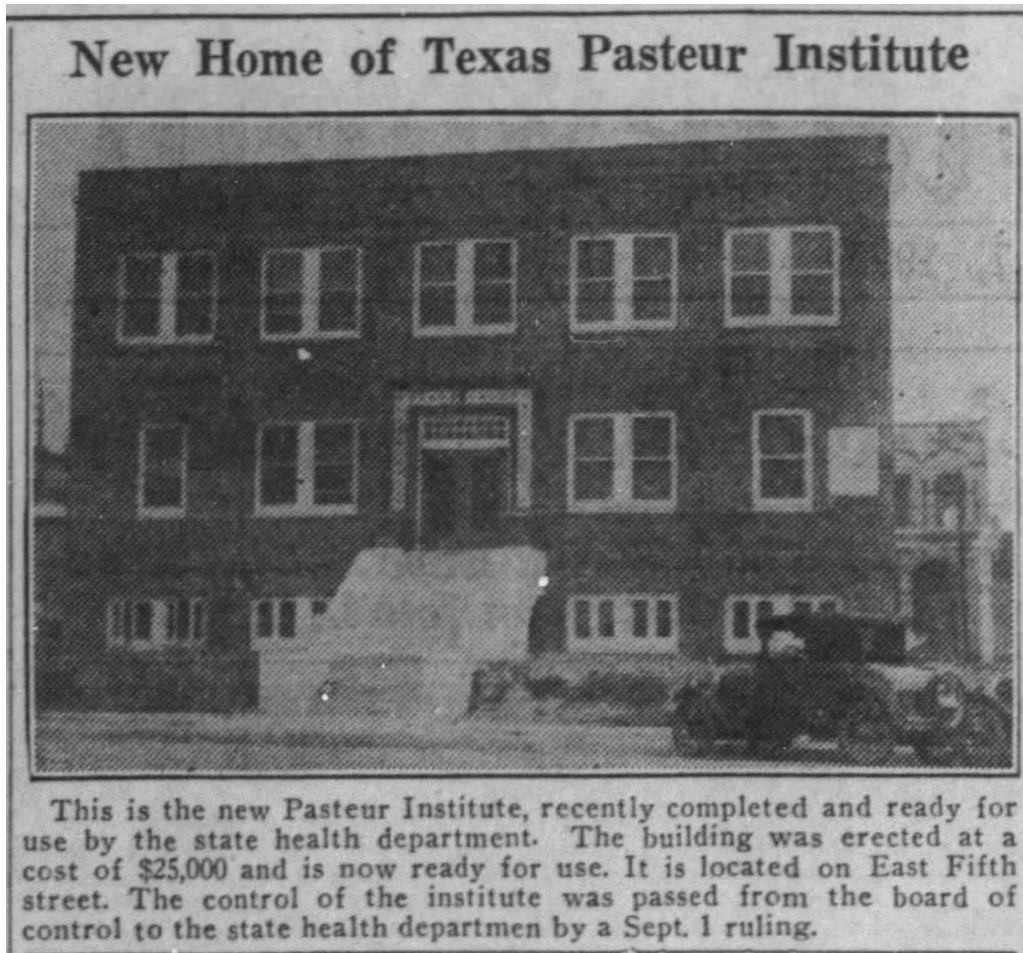 New Home of Texas Pasteur Institute
This is the new Pasteur Institute, recently completed and ready for
use by the state health department. The building was erected at a
cost of $25,000 and is now ready for use. It is located on East Fifth
street. The control of the institute was passed from the board of
control to the state health departmen by a Sept. 1 ruling.